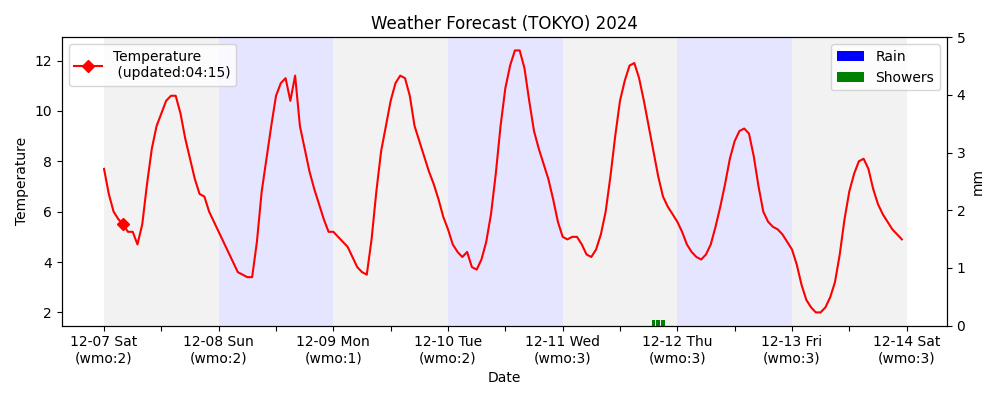 Weather Forecast (TOKYO) 2024
Temperature
(updated:04:15)
Rain
Showers
Temperature
12
10
8
6
4
2
5
4
3
2
1
0
mm
12-07 Sat
(wmo:2)
12-08 Sun
(wmo:2)
12-09 Mon
(wmo:1)
12-10 Tue
(wmo:2)
12-11 Wed
(wmo:3)
12-12 Thu
(wmo:3)
12-13 Fri
(wmo:3)
12-14 Sat
(wmo:3)
Date